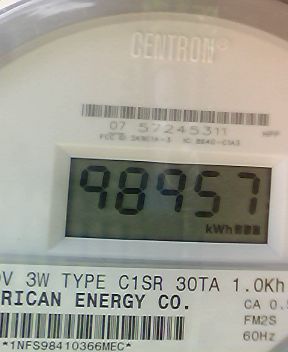 CENTRON®
07 57245311
98957
kWh
V 3W TYPE C1SR 30TA 1.0Kh
RICAN ENERGY CO.
CA 0.5
FM2S
60Hz
*1NFS98410366MEC*